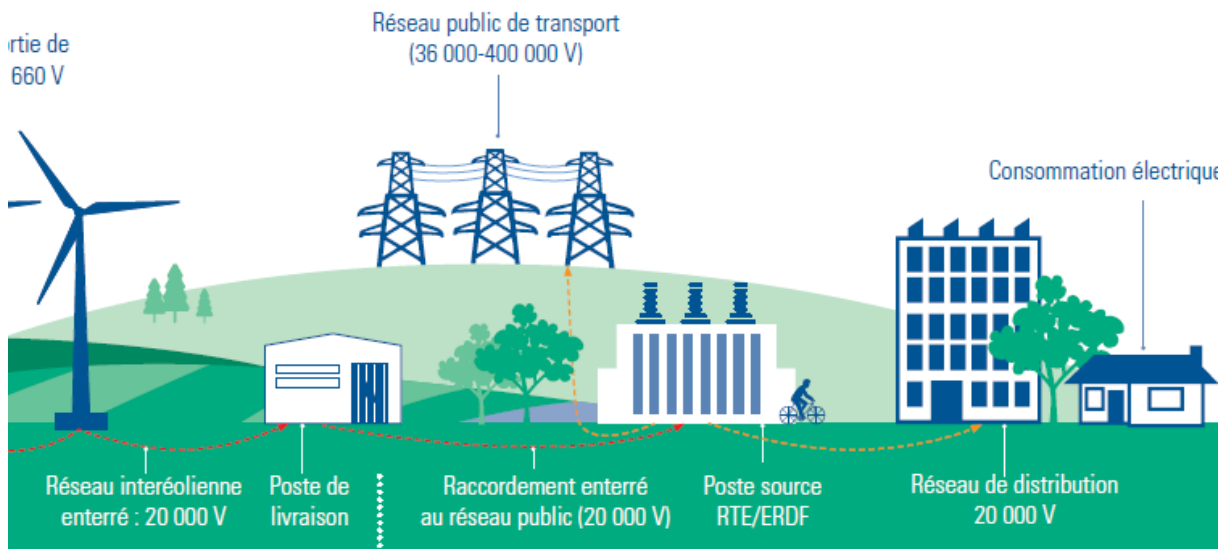 Réseau public de transport
(36 000-400 000 V)
de
660 V
Consommation électrique
Réseau interéolienne
enterré : 20 000 V
Poste de
livraison
Raccordement enterré
au réseau public (20 000 V)
Poste source
RTE/ERDF
Réseau de distribution
20 000 V